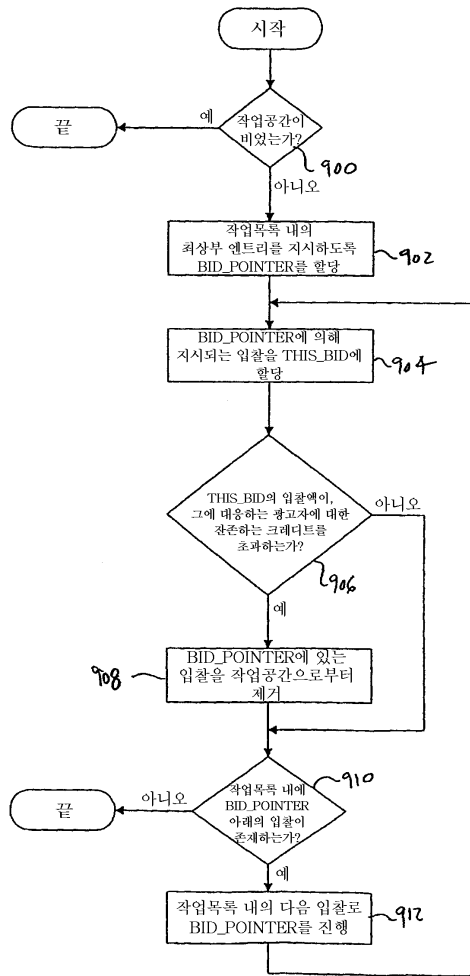 시작
작업공간이
비었는가?
예
끝
900
아니오
작업목록 내의
최상부 엔트리를 지시하도록
BID_POINTER를 할당
902
BID_POINTER에 의해
지시되는 입찰을 THIS_BID에
할당
904
THIS_BID의 입찰액이,
그에 대응하는 광고자에 대한
잔존하는 크레디트를
초과하는가?
아니오
906
예
BID_POINTER에 있는
입찰을 작업공간으로부터
제거
908
910
작업목록 내에
BID_POINTER
아래의 입찰이
존재하는가?
아니오
끝
예
작업목록 내의 다음 입찰로
BID_POINTER를 진행
912